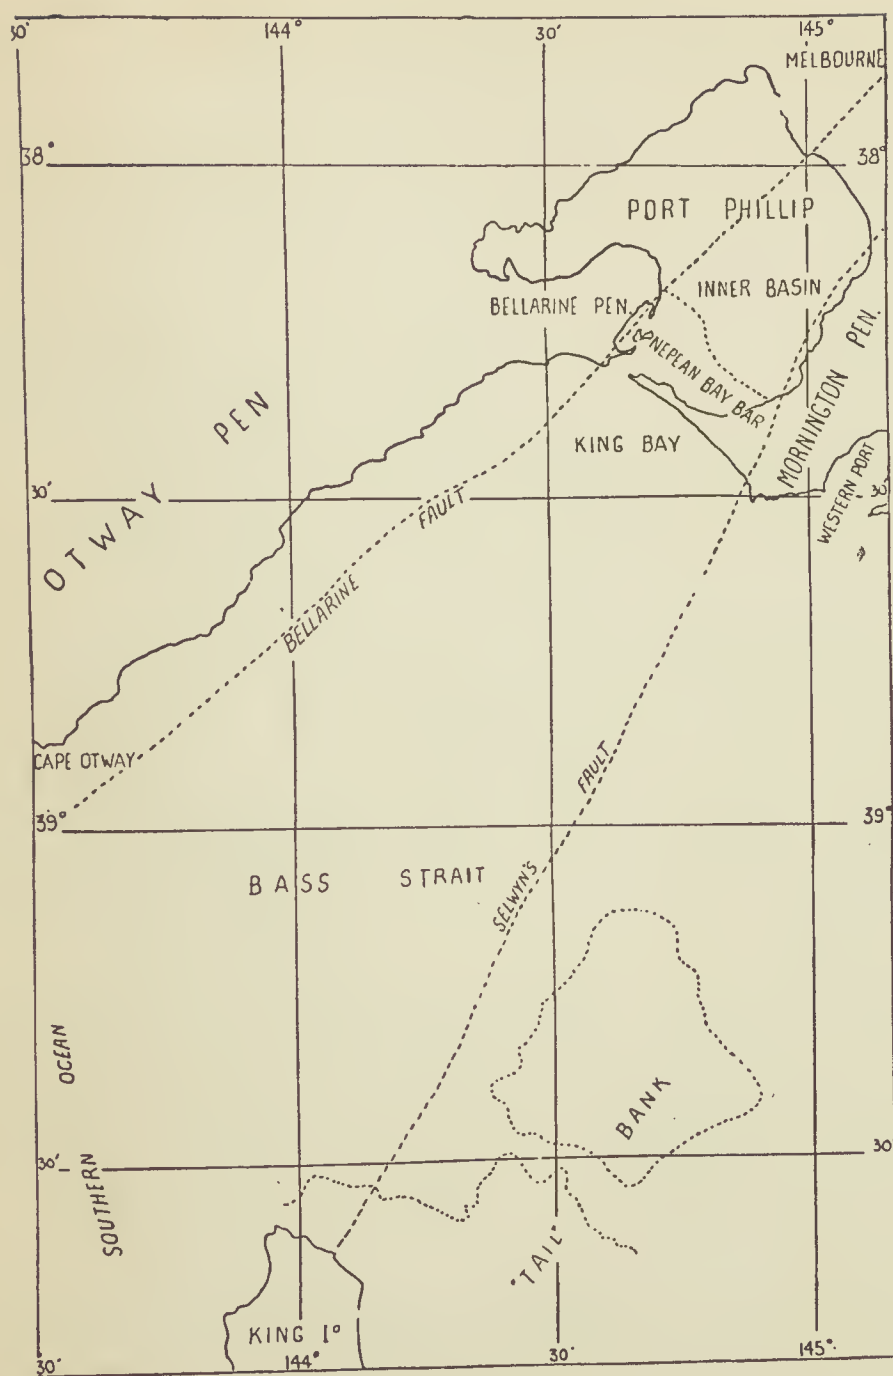 30′ 144° 30′ 145°
MELBOURNE
38° 38°
PORT PHILLIP
INNER BASIN
BELLARINE PEN.
NEPEAN BAY BAR
MORNINGTON PEN.
KING BAY
WESTERN PORT
OTWAY PEN
30′ 30′
BELLARINE FAULT
CAPE OTWAY
39° 39°
SELWYN'S FAULT
BASS STRAIT
SOUTHERN OCEAN
BANK
30′ 30′
"TAIL"
KING I°
30′ 144° 30′ 145°